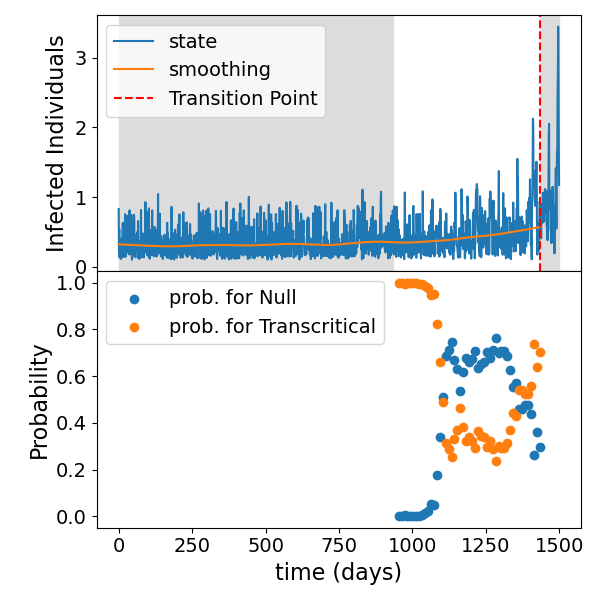 Infected Individuals
3
2
1
0
state
smoothing
Transition Point
Probability
1.0
0.8
0.6
0.4
0.2
0.0
prob. for Null
prob. for Transcritical
0 250 500 750 1000 1250 1500
time (days)